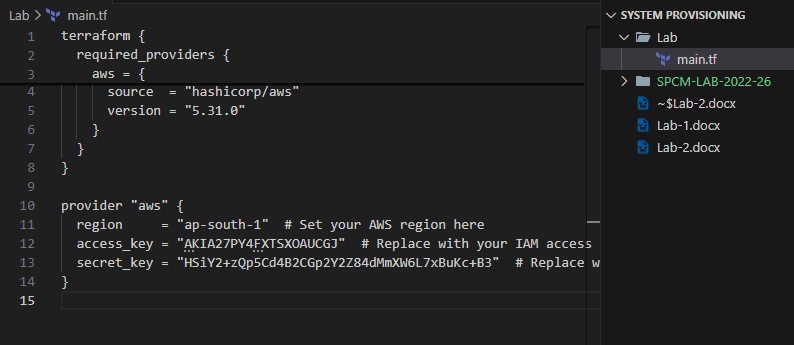 Lab > main.tf
1 terraform {
2 required_providers {
3 aws = {
4 source = "hashicorp/aws"
5 version = "5.31.0"
6 }
7 }
8 }
9
10 provider "aws" {
11 region = "ap-south-1" # Set your AWS region here
12 access_key = "AKIA27PY4FXTSXOAUCGJ" # Replace with your IAM access
13 secret_key = "HSiY2+zQp5Cd4B2CGp2Y2Z84dMmXW6L7xBuKc+B3" # Replace w
14 }
15
SYSTEM PROVISIONING
Lab
main.tf
SPCM-LAB-2022-26
~$Lab-2.docx
Lab-1.docx
Lab-2.docx